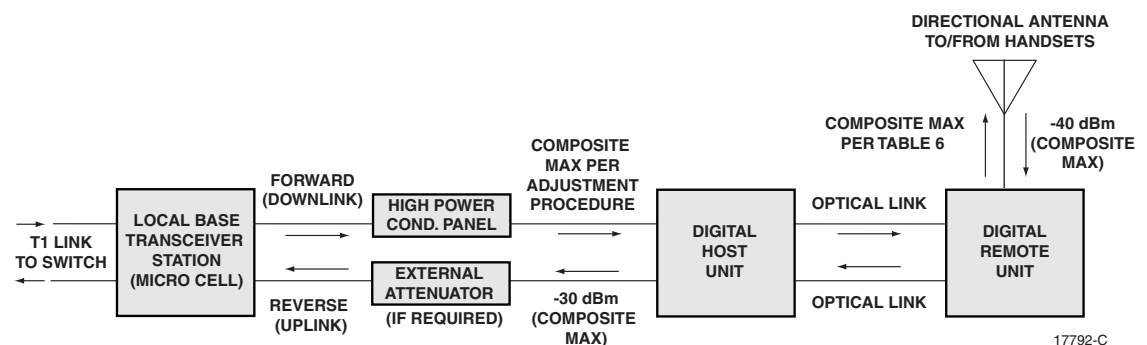 DIRECTIONAL ANTENNA
TO/FROM HANDSETS
COMPOSITE MAX
PER TABLE 6
-40 dBm
(COMPOSITE
MAX)
COMPOSITE
MAX PER
ADJUSTMENT
PROCEDURE
FORWARD
(DOWNLINK)
HIGH POWER
COND. PANEL
LOCAL BASE
TRANSCEIVER
STATION
(MICRO CELL)
T1 LINK
TO SWITCH
OPTICAL LINK
DIGITAL
HOST
UNIT
DIGITAL
REMOTE
UNIT
EXTERNAL
ATTENUATOR
(IF REQUIRED)
REVERSE
(UPLINK)
-30 dBm
(COMPOSITE
MAX)
OPTICAL LINK
17792-C